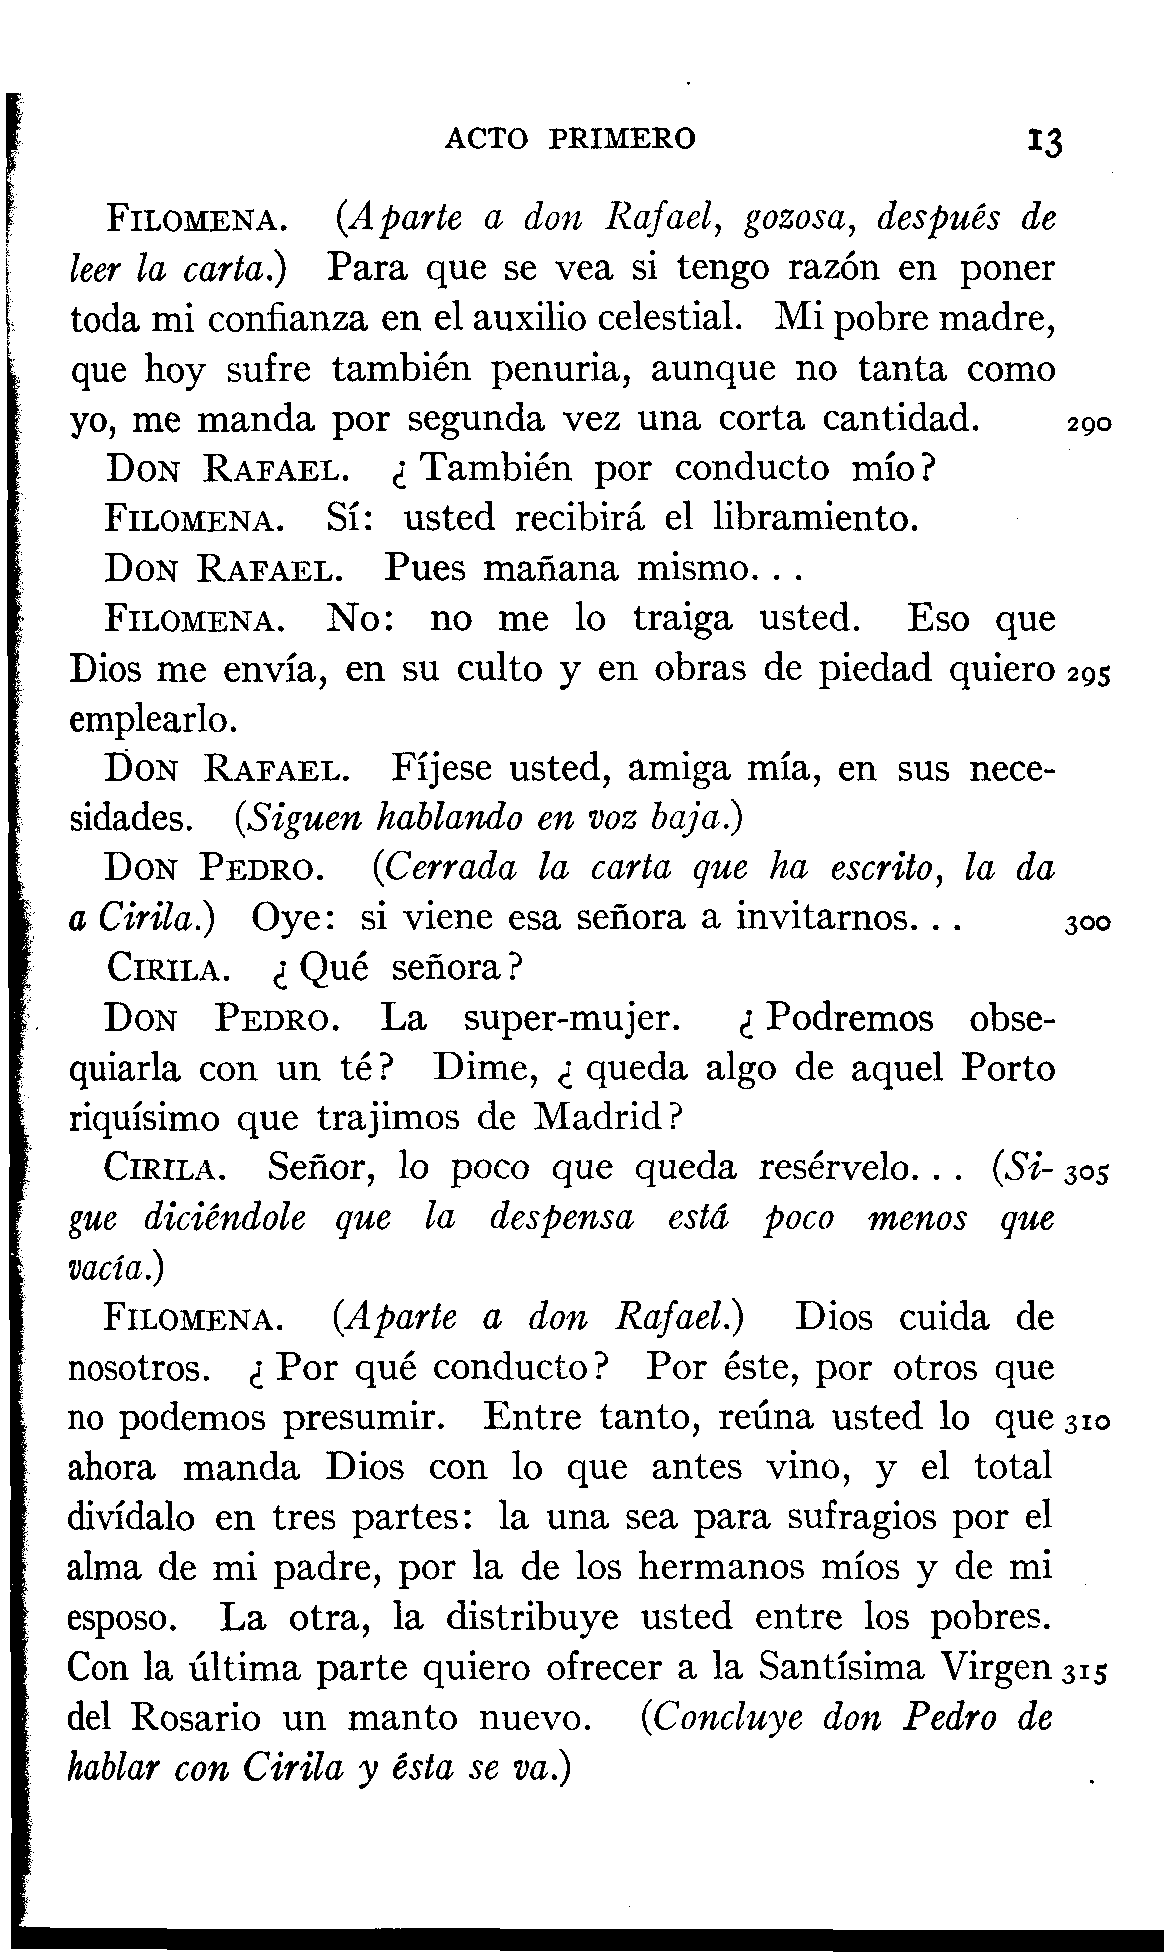 ACTO PRIMERO 13
FILOMENA. (Aparte a don Rafael, gozosa, después de
leer la carta.) Para que se vea si tengo razón en poner
toda mi confianza en el auxilio celestial. Mi pobre madre,
que hoy sufre también penuria, aunque no tanta como
yo, me manda por segunda vez una corta cantidad. 290
DON RAFAEL. ¿ También por conducto mío?
FILOMENA. Sí: usted recibirá el libramiento.
DON RAFAEL. Pues mañana mismo. . .
FILOMENA. No: no me lo traiga usted. Eso que
Dios me envía, en su culto y en obras de piedad quiero 295
emplearlo.
DON RAFAEL. Fíjese usted, amiga mía, en sus nece-
sidades. (Siguen hablando en voz baja.)
DON PEDRO. (Cerrada la carta que ha escrito, la da
a Cirila.) Oye: si viene esa señora a invitarnos. . . 300
CIRILA. ¿ Qué señora?
DON PEDRO. La super-mujer. ¿ Podremos obse-
quiarla con un té? Dime, ¿ queda algo de aquel Porto
riquísimo que trajimos de Madrid?
CIRILA. Señor, lo poco que queda resérvelo. . . (Si- 305
gue diciéndole que la despensa está poco menos que
vacía.)
FILOMENA. (Aparte a don Rafael.) Dios cuida de
nosotros. ¿ Por qué conducto? Por éste, por otros que
no podemos presumir. Entre tanto, reúna usted lo que 310
ahora manda Dios con lo que antes vino, y el total
divídalo en tres partes: la una sea para sufragios por el
alma de mi padre, por la de los hermanos míos y de mi
esposo. La otra, la distribuye usted entre los pobres.
Con la última parte quiero ofrecer a la Santísima Virgen 315
del Rosario un manto nuevo. (Concluye don Pedro de
hablar con Cirila y ésta se va.)